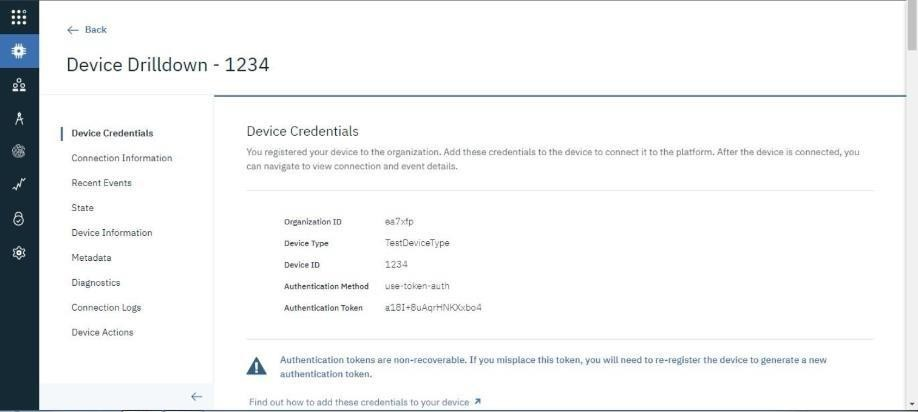 Back
Device Drilldown - 1234
Device Credentials
Connection Information
Recent Events
State
Device Information
Metadata
Diagnostics
Connection Logs
Device Actions
Device Credentials
You registered your device to the organization. Add these credentials to the device to connect it to the platform. After the device is connected, you
can navigate to view connection and event details.
Organization ID ea7xfp
Device Type TestDeviceType
Device ID 1234
Authentication Method use-token-auth
Authentication Token a18I+8uAqrHNKXxbo4
Authentication tokens are non-recoverable. If you misplace this token, you will need to re-register the device to generate a new
authentication token.
Find out how to add these credentials to your device